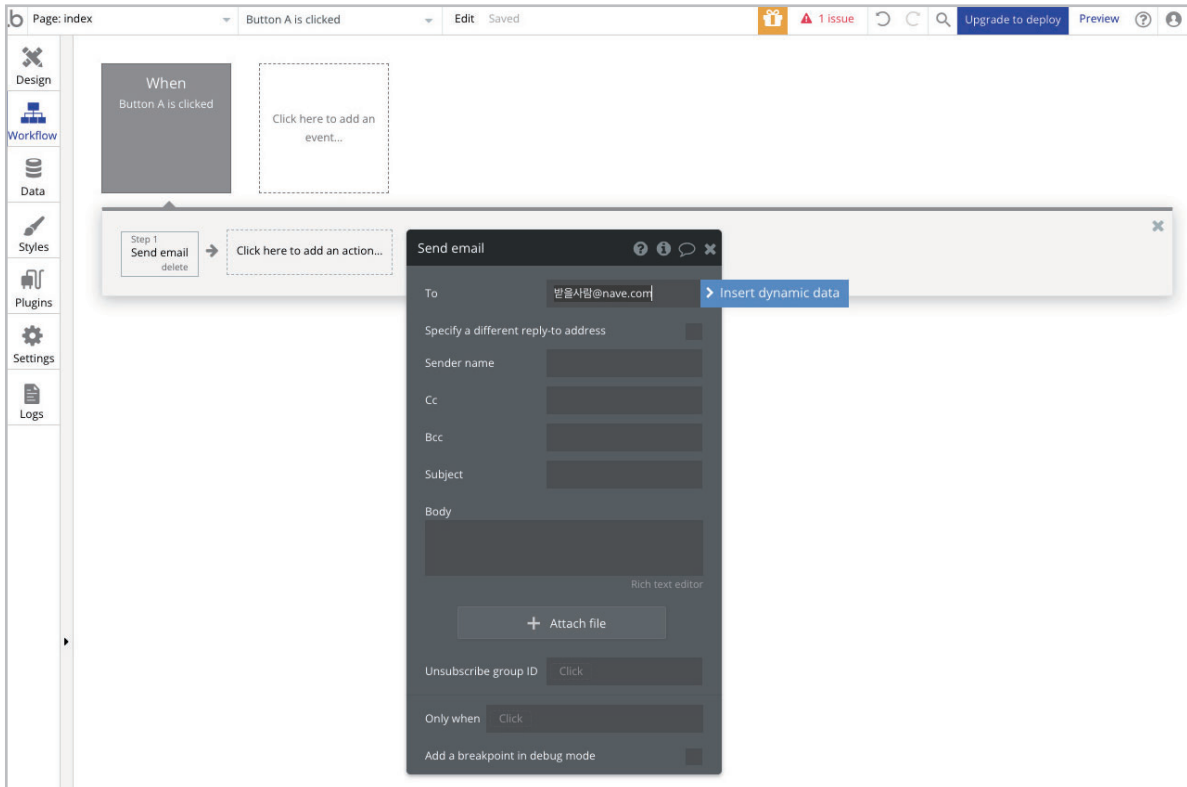 .b Page: index
Button A is clicked
Edit Saved
1 issue
Upgrade to deploy
Preview
Design
Workflow
Data
Styles
Plugins
Settings
Logs
When
Button A is clicked
Click here to add an
event...
Step 1
Send email
delete
Click here to add an action...
Send email
To
받을사람@nave.com
Insert dynamic data
Specify a different reply-to address
Sender name
Cc
Bcc
Subject
Body
Rich text editor
+ Attach file
Unsubscribe group ID
Click
Only when
Click
Add a breakpoint in debug mode